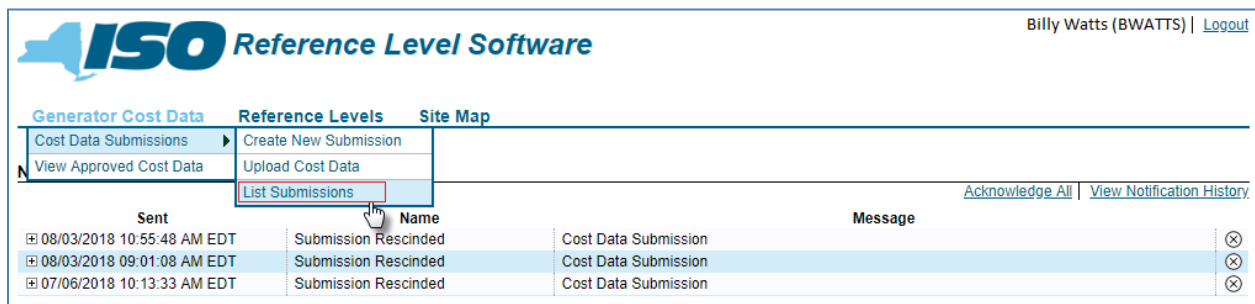 Billy Watts (BWATTS) | Logout
ISO Reference Level Software
Generator Cost Data Reference Levels Site Map
Cost Data Submissions Create New Submission
View Approved Cost Data Upload Cost Data
N
List Submissions
Acknowledge All | View Notification History
Sent Name Message
08/03/2018 10:55:48 AM EDT Submission Rescinded Cost Data Submission
08/03/2018 09:01:08 AM EDT Submission Rescinded Cost Data Submission
07/06/2018 10:13:33 AM EDT Submission Rescinded Cost Data Submission